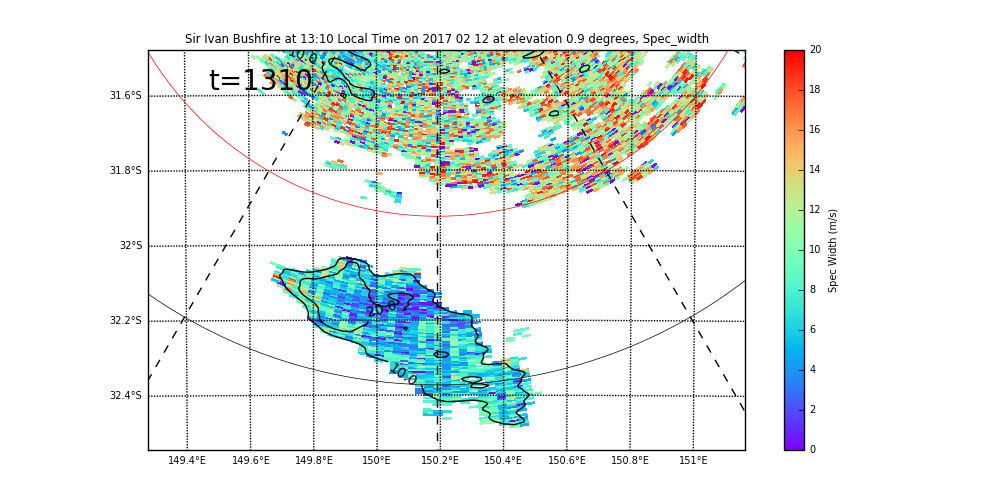 Sir Ivan Bushfire at 13:10 Local Time on 2017 02 12 at elevation 0.9 degrees, Spec_width
t=1310
10.0
31.6°S
31.8°S
32°S
32.2°S
32.4°S
20.0
10.0
149.4°E 149.6°E 149.8°E 150°E 150.2°E 150.4°E 150.6°E 150.8°E 151°E
20
18
16
14
12
10
8
6
4
2
0
Spec Width (m/s)